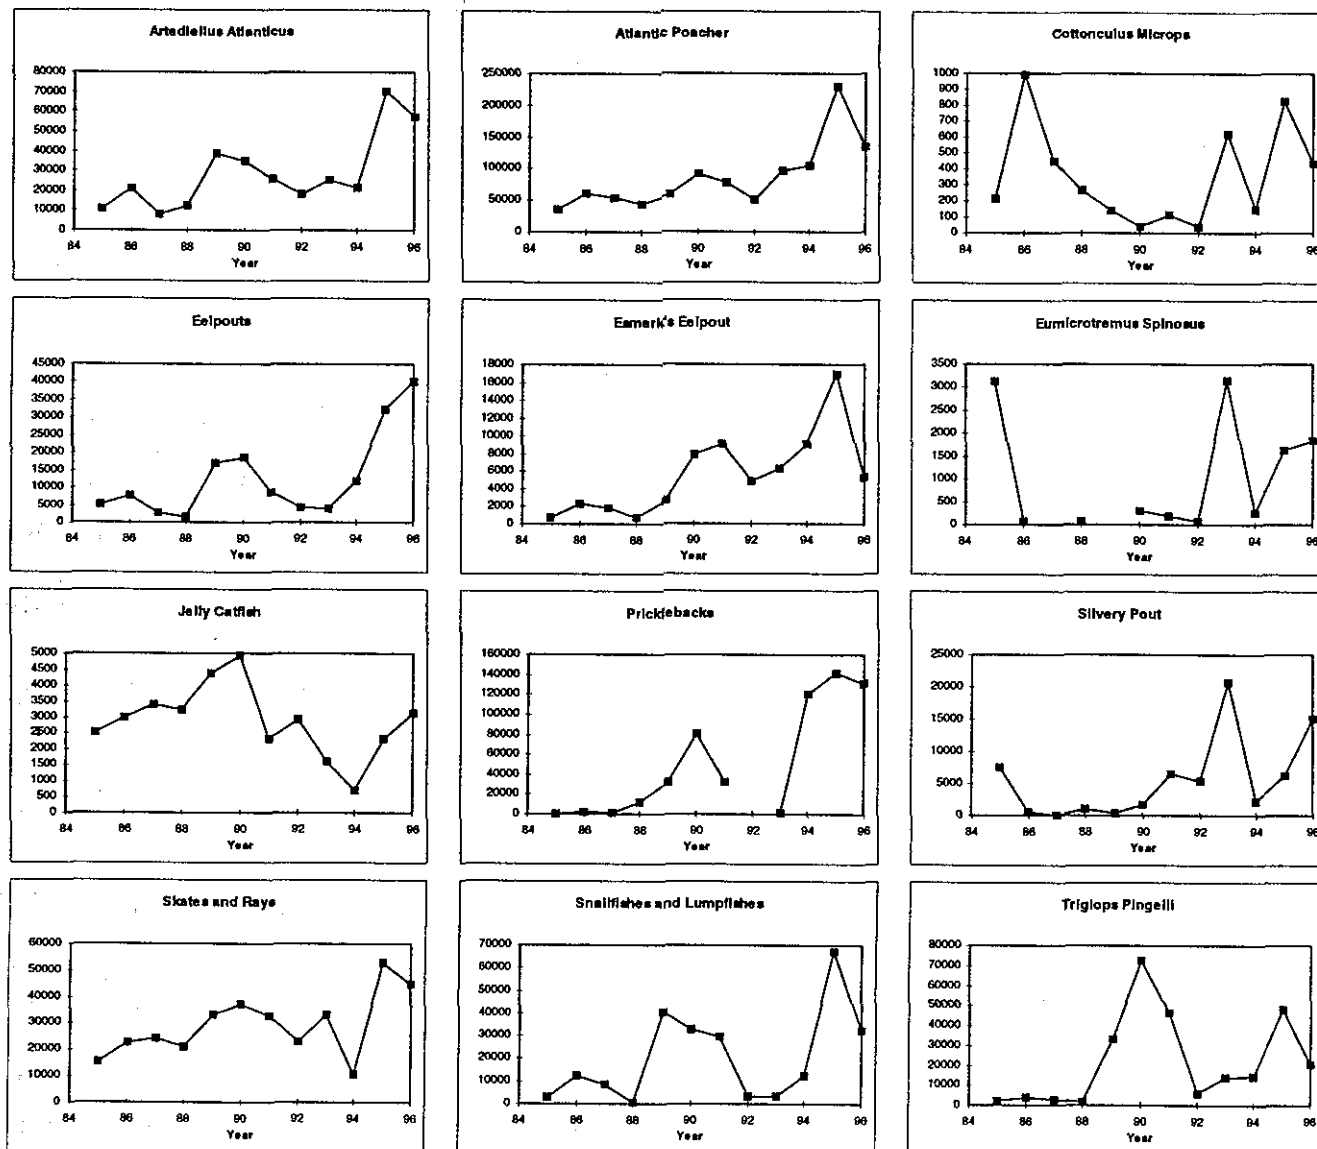 Artediellus Atlanticus
80000
70000
60000
50000
40000
30000
20000
10000
0
84 86 88 90 92 94 96
Year
Atlantic Poacher
250000
200000
150000
100000
50000
0
84 86 88 90 92 94 96
Year
Cottonculus Microps
1000
900
800
700
600
500
400
300
200
100
0
84 86 88 90 92 94 96
Year
Eelpouts
45000
40000
35000
30000
25000
20000
15000
10000
5000
0
84 86 88 90 92 94 96
Year
Esmark's Eelpout
18000
16000
14000
12000
10000
8000
6000
4000
2000
0
84 86 88 90 92 94 96
Year
Eumicrotremus Spinosus
3500
3000
2500
2000
1500
1000
500
0
84 86 88 90 92 94 96
Year
Jelly Catfish
5000
4500
4000
3500
3000
2500
2000
1500
1000
500
0
84 86 88 90 92 94 96
Year
Pricklebacks
160000
140000
120000
100000
80000
60000
40000
20000
0
84 86 88 90 92 94 96
Year
Silvery Pout
25000
20000
15000
10000
5000
0
84 86 88 90 92 94 96
Year
Skates and Rays
60000
50000
40000
30000
20000
10000
0
84 86 88 90 92 94 96
Year
Snailfishes and Lumpfishes
70000
60000
50000
40000
30000
20000
10000
0
84 86 88 90 92 94 96
Year
Triglops Pingelli
80000
70000
60000
50000
40000
30000
20000
10000
0
84 86 88 90 92 94 96
Year